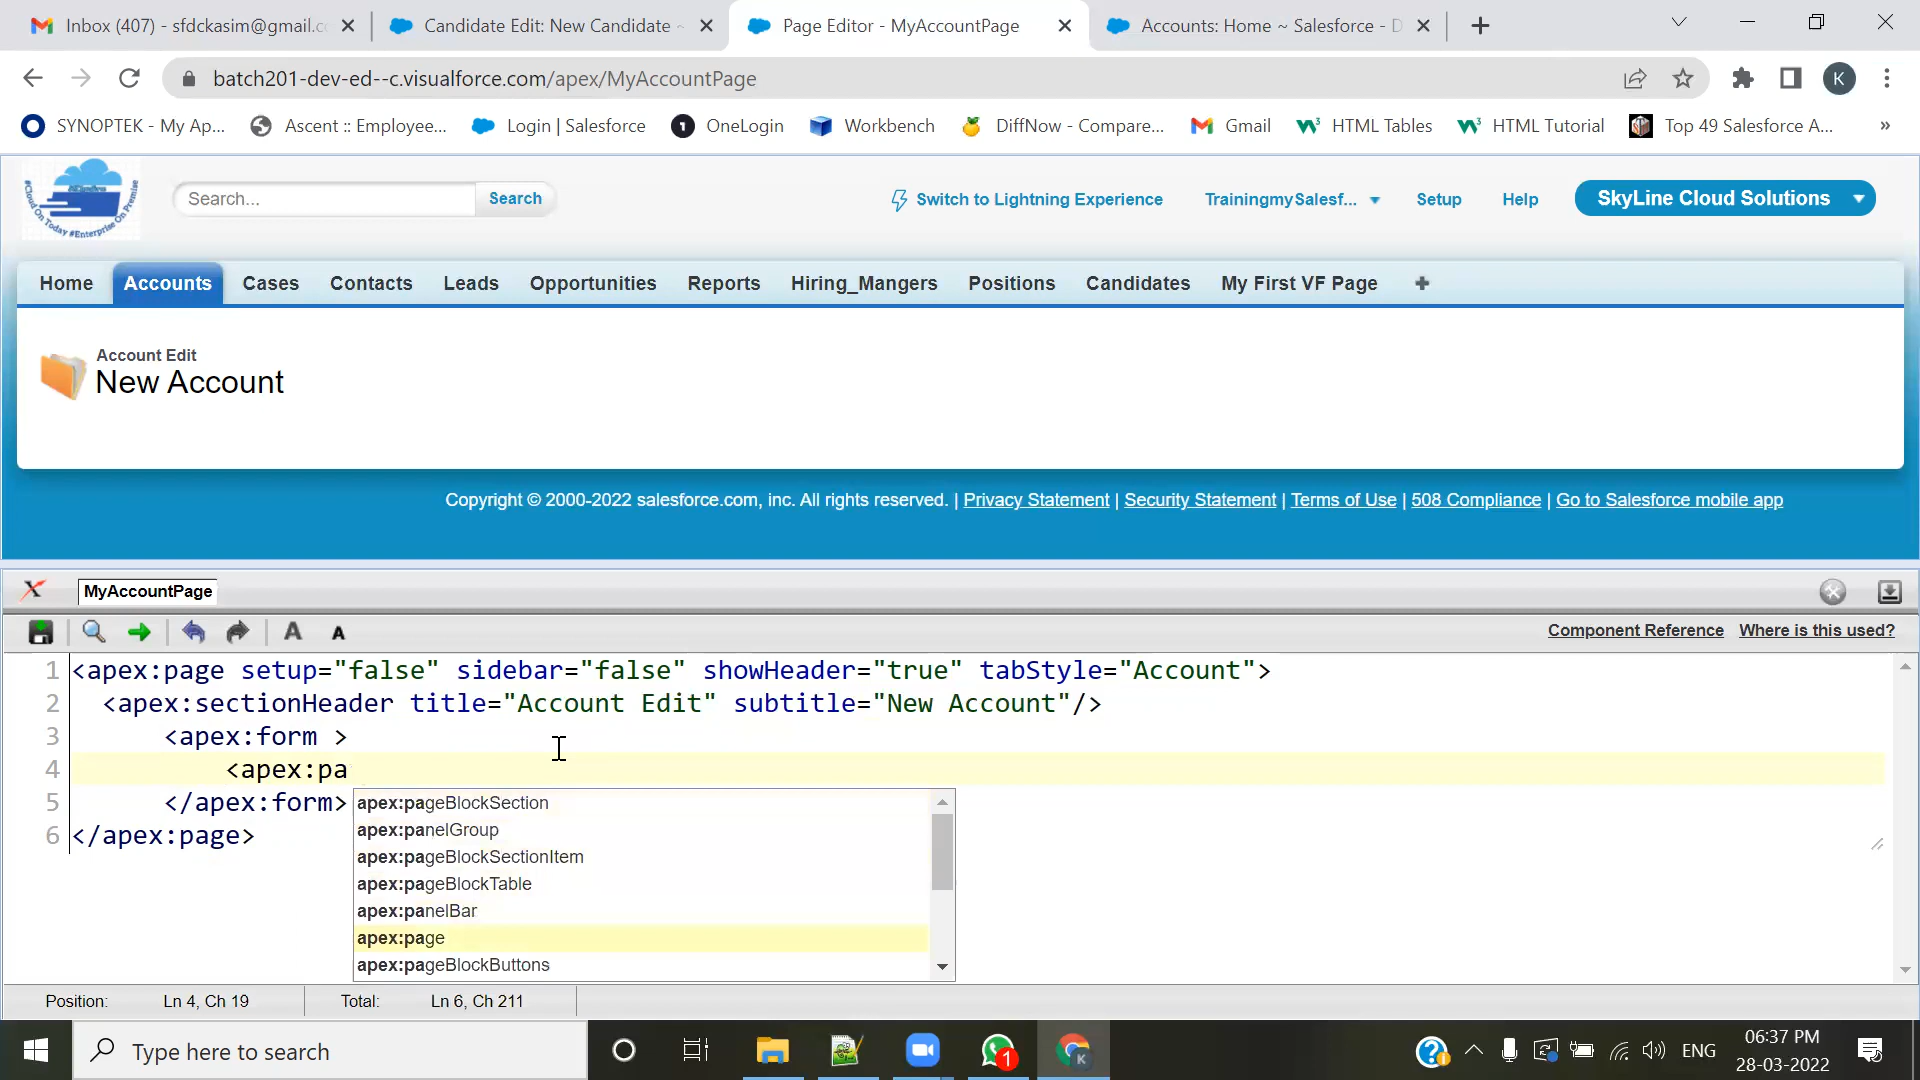 Inbox (407) - sfdckasim@gmail.c
Candidate Edit: New Candidate ~
Page Editor - MyAccountPage
Accounts: Home ~ Salesforce - D
batch201-dev-ed--c.visualforce.com/apex/MyAccountPage
K
SYNOPTEK - My Ap...
Ascent :: Employee...
Login | Salesforce
OneLogin
Workbench
DiffNow - Compare...
Gmail
HTML Tables
HTML Tutorial
Top 49 Salesforce A...
»
#Cloud On Today #Enterprise On Premise
Search...
Search
Switch to Lightning Experience
TrainingmySalesf...
Setup
Help
SkyLine Cloud Solutions
Home
Accounts
Cases
Contacts
Leads
Opportunities
Reports
Hiring_Mangers
Positions
Candidates
My First VF Page
Account Edit
New Account
Copyright © 2000-2022 salesforce.com, inc. All rights reserved. | Privacy Statement | Security Statement | Terms of Use | 508 Compliance | Go to Salesforce mobile app
MyAccountPage
A
A
Component Reference
Where is this used?
1 <apex:page setup="false" sidebar="false" showHeader="true" tabStyle="Account">
2 <apex:sectionHeader title="Account Edit" subtitle="New Account"/>
3 <apex:form >
4 <apex:pa
5 </apex:form>
6 </apex:page>
apex:pageBlockSection
apex:panelGroup
apex:pageBlockSectionItem
apex:pageBlockTable
apex:panelBar
apex:page
apex:pageBlockButtons
Position:
Ln 4, Ch 19
Total:
Ln 6, Ch 211
Type here to search
1
K
ENG
06:37 PM
28-03-2022